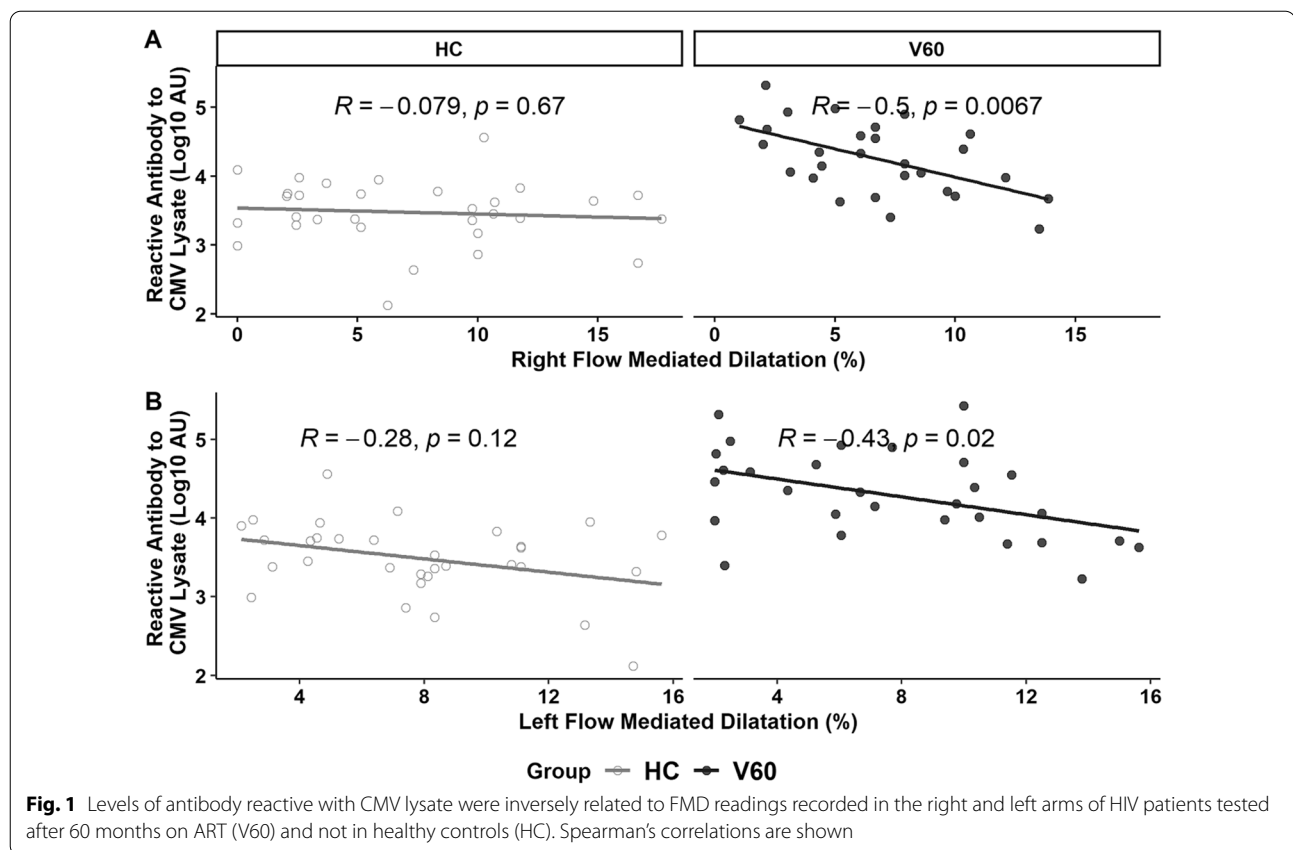 A
HC
V60
Reactive Antibody to
CMV Lysate (Log10 AU)
5
4
3
2
R = −0.079, p = 0.67
R = −0.5, p = 0.0067
0 5 10 15
0 5 10 15
Right Flow Mediated Dilatation (%)
B
Reactive Antibody to
CMV Lysate (Log10 AU)
5
4
3
2
R = −0.28, p = 0.12
R = −0.43, p = 0.02
4 8 12 16
4 8 12 16
Left Flow Mediated Dilatation (%)
Group HC V60
Fig. 1 Levels of antibody reactive with CMV lysate were inversely related to FMD readings recorded in the right and left arms of HIV patients tested
after 60 months on ART (V60) and not in healthy controls (HC). Spearman’s correlations are shown